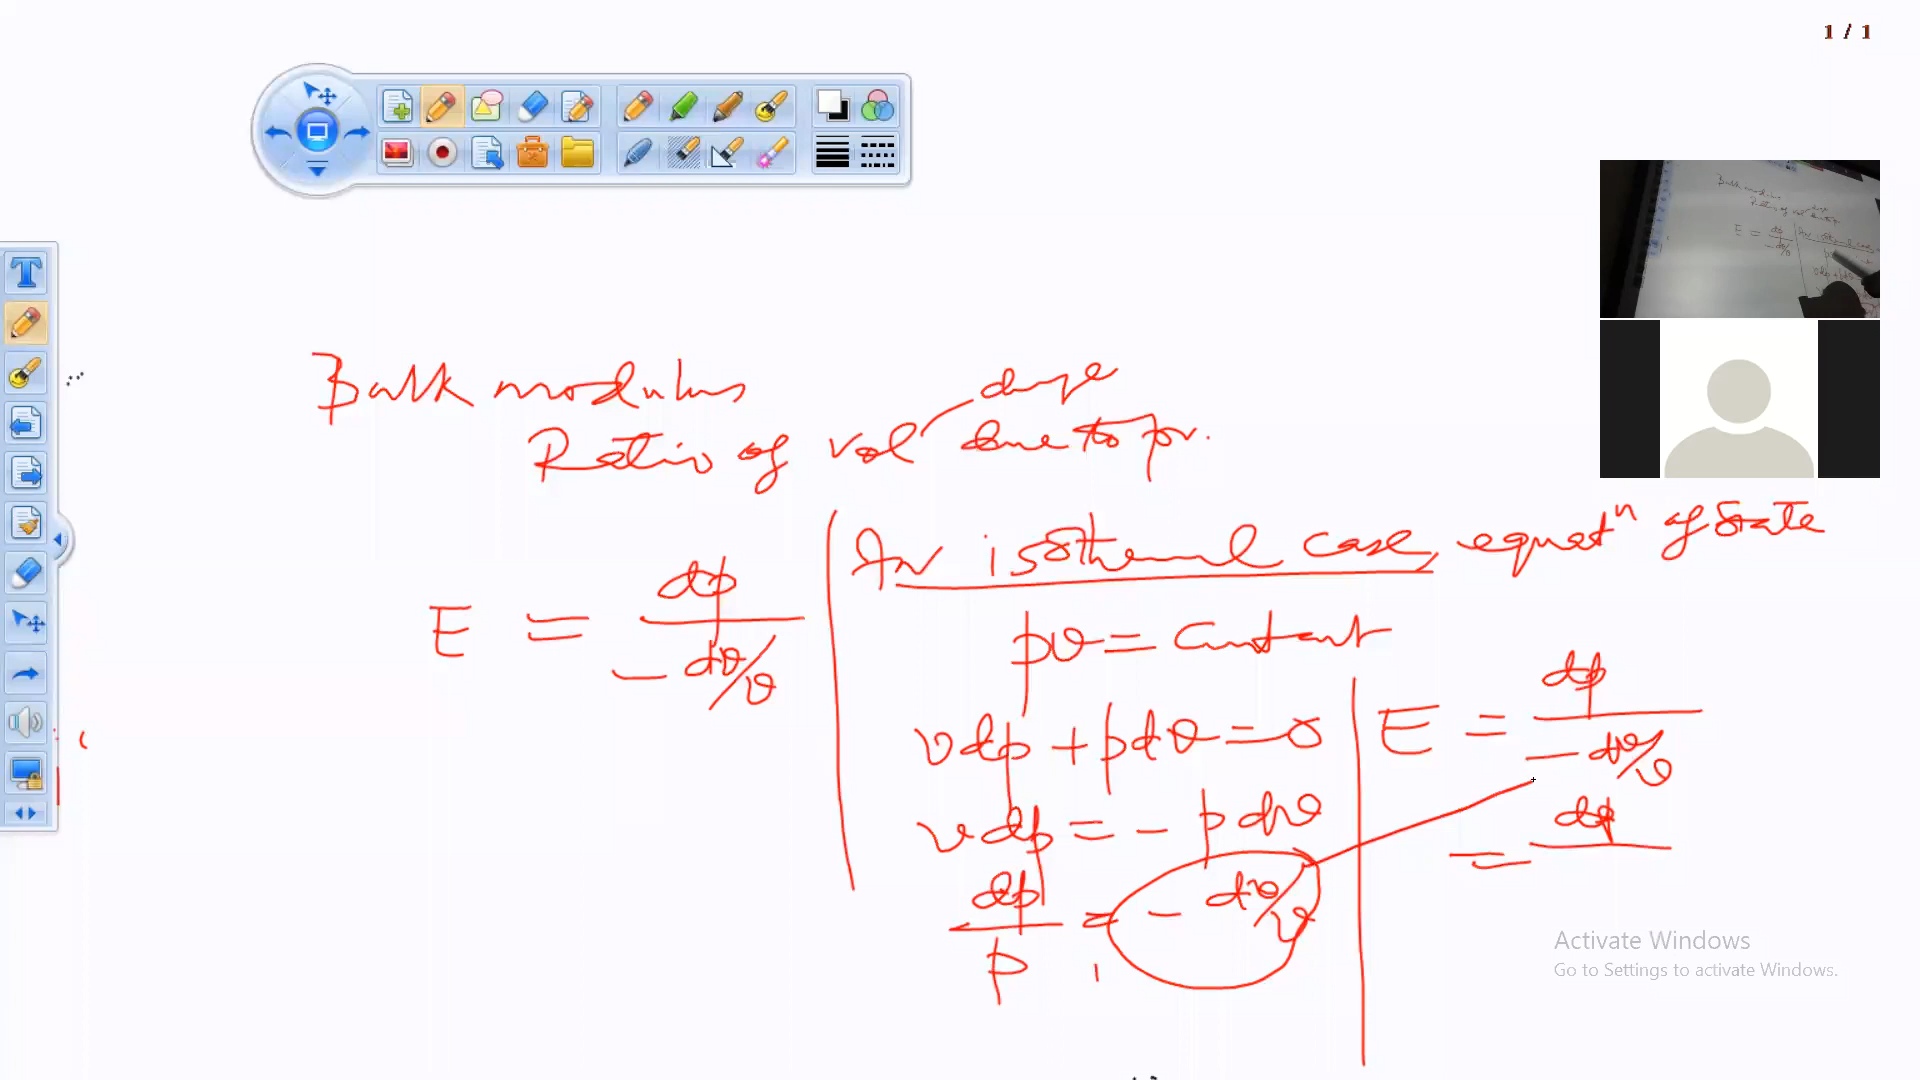 1 / 1
Bulk modulus
change
Ratio of vol due to pr.
For isothermal case, equatⁿ of state
E = dp / - dv/v
pv = Constant
vdp + pdv = 0
vdp = - pdv
dp / p = - dv/v
E = dp / - dv/v
= dp
Activate Windows
Go to Settings to activate Windows.